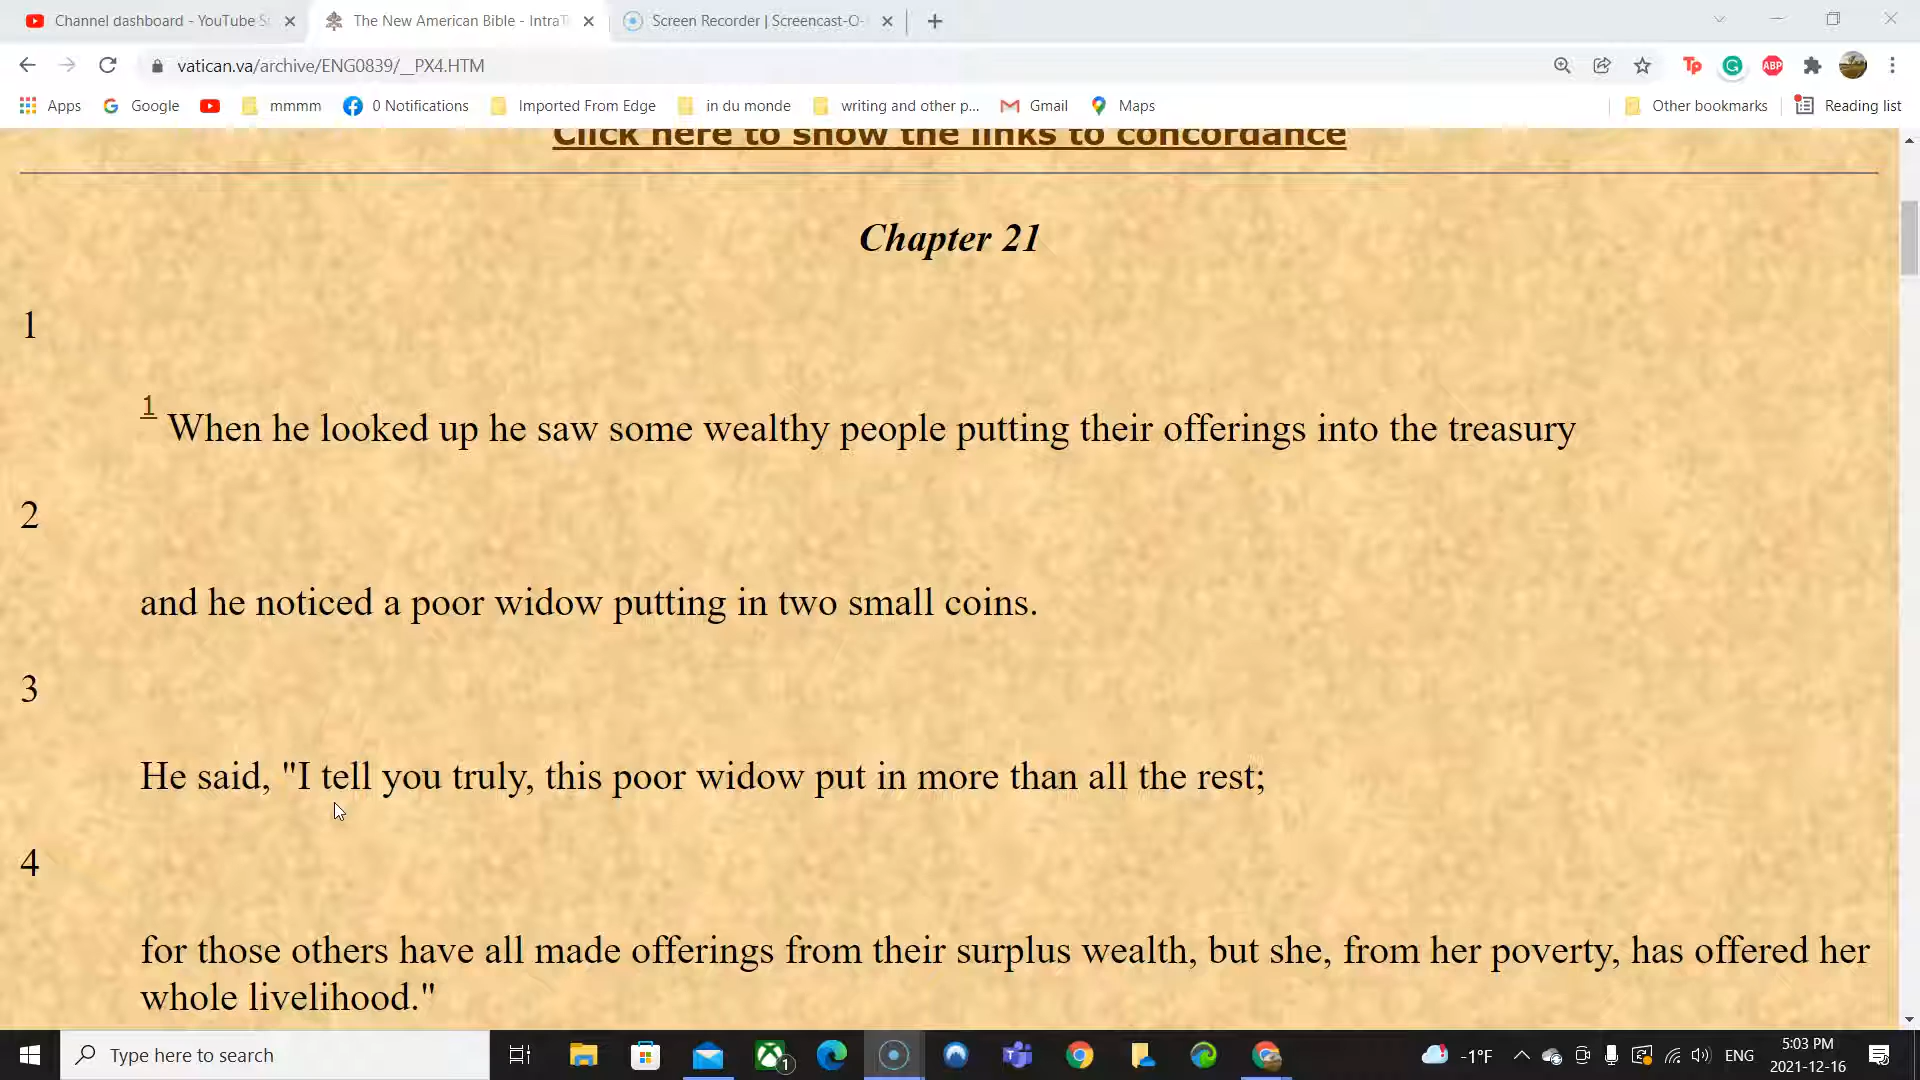 Channel dashboard - YouTube S
The New American Bible - IntraT
Screen Recorder | Screencast-O-
vatican.va/archive/ENG0839/__PX4.HTM
Apps Google mmmm 0 Notifications Imported From Edge in du monde writing and other p... Gmail Maps Other bookmarks Reading list
Click here to show the links to concordance
Chapter 21
1
1 When he looked up he saw some wealthy people putting their offerings into the treasury
2
and he noticed a poor widow putting in two small coins.
3
He said, "I tell you truly, this poor widow put in more than all the rest;
4
for those others have all made offerings from their surplus wealth, but she, from her poverty, has offered her
whole livelihood."
Type here to search
1
-1°F
ENG
5:03 PM
2021-12-16